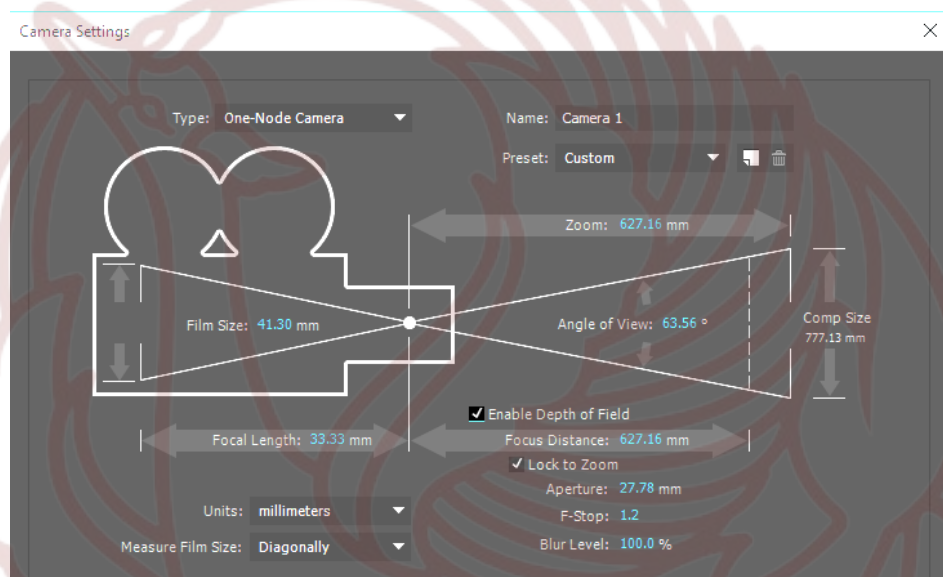 Camera Settings
Type: One-Node Camera
Name: Camera 1
Preset: Custom
Zoom: 627.16 mm
Film Size: 41.30 mm
Angle of View: 63.56 °
Comp Size
777.13 mm
Enable Depth of Field
Focal Length: 33.33 mm
Focus Distance: 627.16 mm
Lock to Zoom
Aperture: 27.78 mm
Units: millimeters
F-Stop: 1.2
Measure Film Size: Diagonally
Blur Level: 100.0 %